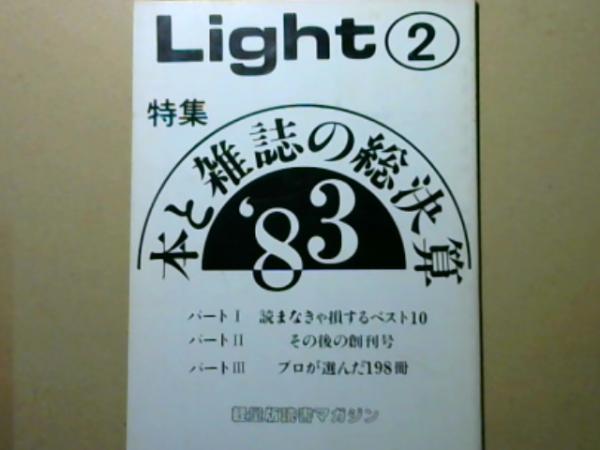 Light②
特集
本と雑誌の総決算
'83
パートⅠ 読まなきゃ損するベスト10
パートⅡ その後の創刊号
パートⅢ プロが選んだ198冊
軽量版読書マガジン